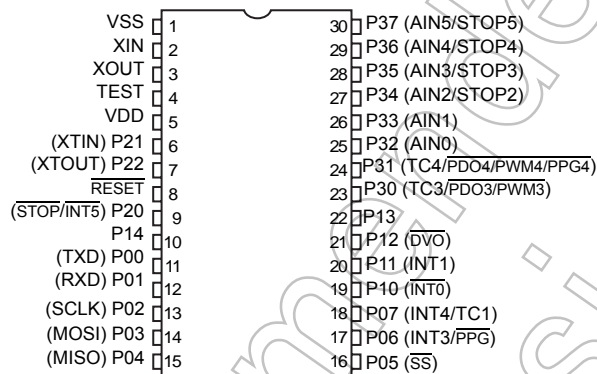 VSS 1 30 P37 (AIN5/STOP5)
XIN 2 29 P36 (AIN4/STOP4)
XOUT 3 28 P35 (AIN3/STOP3)
TEST 4 27 P34 (AIN2/STOP2)
VDD 5 26 P33 (AIN1)
(XTIN) P21 6 25 P32 (AIN0)
(XTOUT) P22 7 24 P31 (TC4/PDO4/PWM4/PPG4)
RESET 8 23 P30 (TC3/PDO3/PWM3)
(STOP/INT5) P20 9 22 P13
P14 10 21 P12 (DVO)
(TXD) P00 11 20 P11 (INT1)
(RXD) P01 12 19 P10 (INT0)
(SCLK) P02 13 18 P07 (INT4/TC1)
(MOSI) P03 14 17 P06 (INT3/PPG)
(MISO) P04 15 16 P05 (SS)